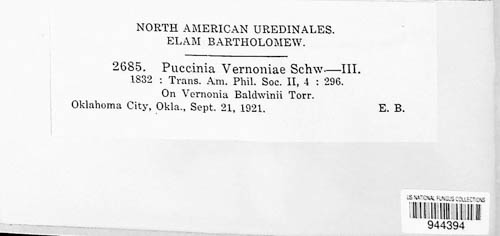 NORTH AMERICAN UREDINALES.
ELAM BARTHOLOMEW.
2685. Puccinia Vernoniae Schw.—III.
1832 : Trans. Am. Phil. Soc. II, 4 : 296.
On Vernonia Baldwinii Torr.
Oklahoma City, Okla., Sept. 21, 1921. E. B.
US NATIONAL FUNGUS COLLECTIONS
944394